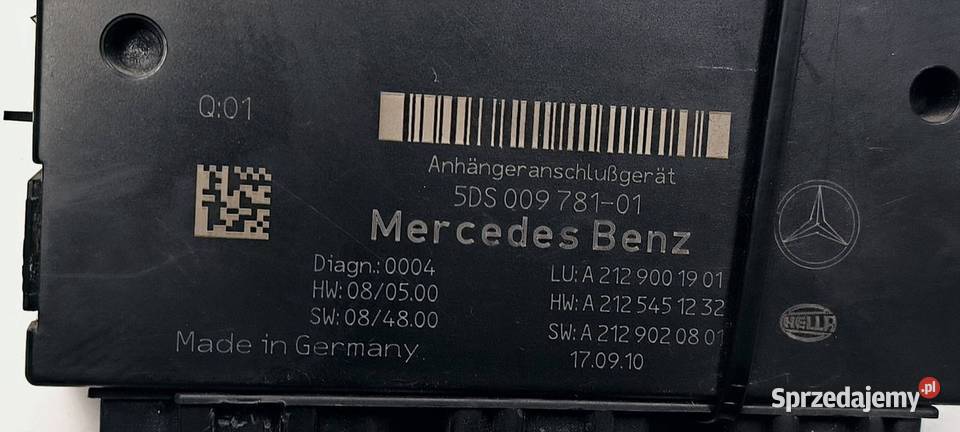 Q:01
Anhängeranschlußgerät
5DS 009 781-01
Mercedes Benz
Diagn.: 0004
HW: 08/05.00
SW: 08/48.00
Made in Germany
LU: A 212 900 19 01
HW: A 212 545 12 32
SW: A 212 902 08 01
17.09.10
HELLA
Sprzedajemy.pl